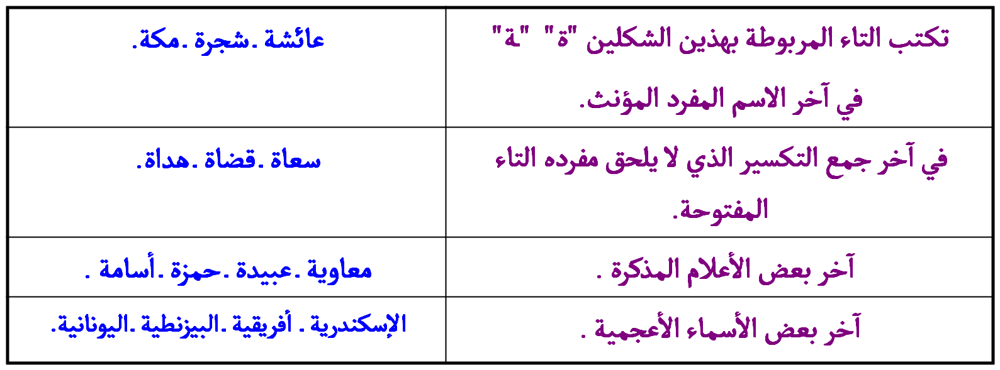 تكتب التاء المربوطة بهذين الشكلين "ة" "ـة"
في آخر الاسم المفرد المؤنث.
عائشة ـ شجرة ـ مكة.
في آخر جمع التكسير الذي لا يلحق مفرده التاء
المفتوحة.
سعاة ـ قضاة ـ هداة.
آخر بعض الأعلام المذكرة .
معاوية ـ عبيدة ـ حمزة ـ أسامة .
آخر بعض الأسماء الأعجمية .
الإسكندرية ـ أفريقية ـ البيزنطية ـ اليونانية.